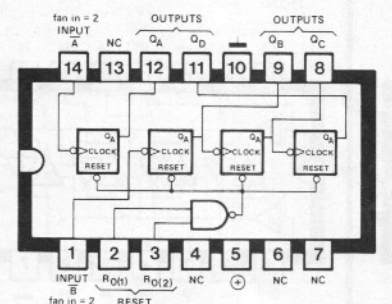 fan in = 2 OUTPUTS OUTPUTS
INPUT
A NC QA QD QB QC
14 13 12 11 10 9 8
QA QA QA QA
CLOCK CLOCK CLOCK CLOCK
RESET RESET RESET RESET
1 2 3 4 5 6 7
INPUT R0(1) R0(2) NC + NC NC
B
fan in = 2 RESET